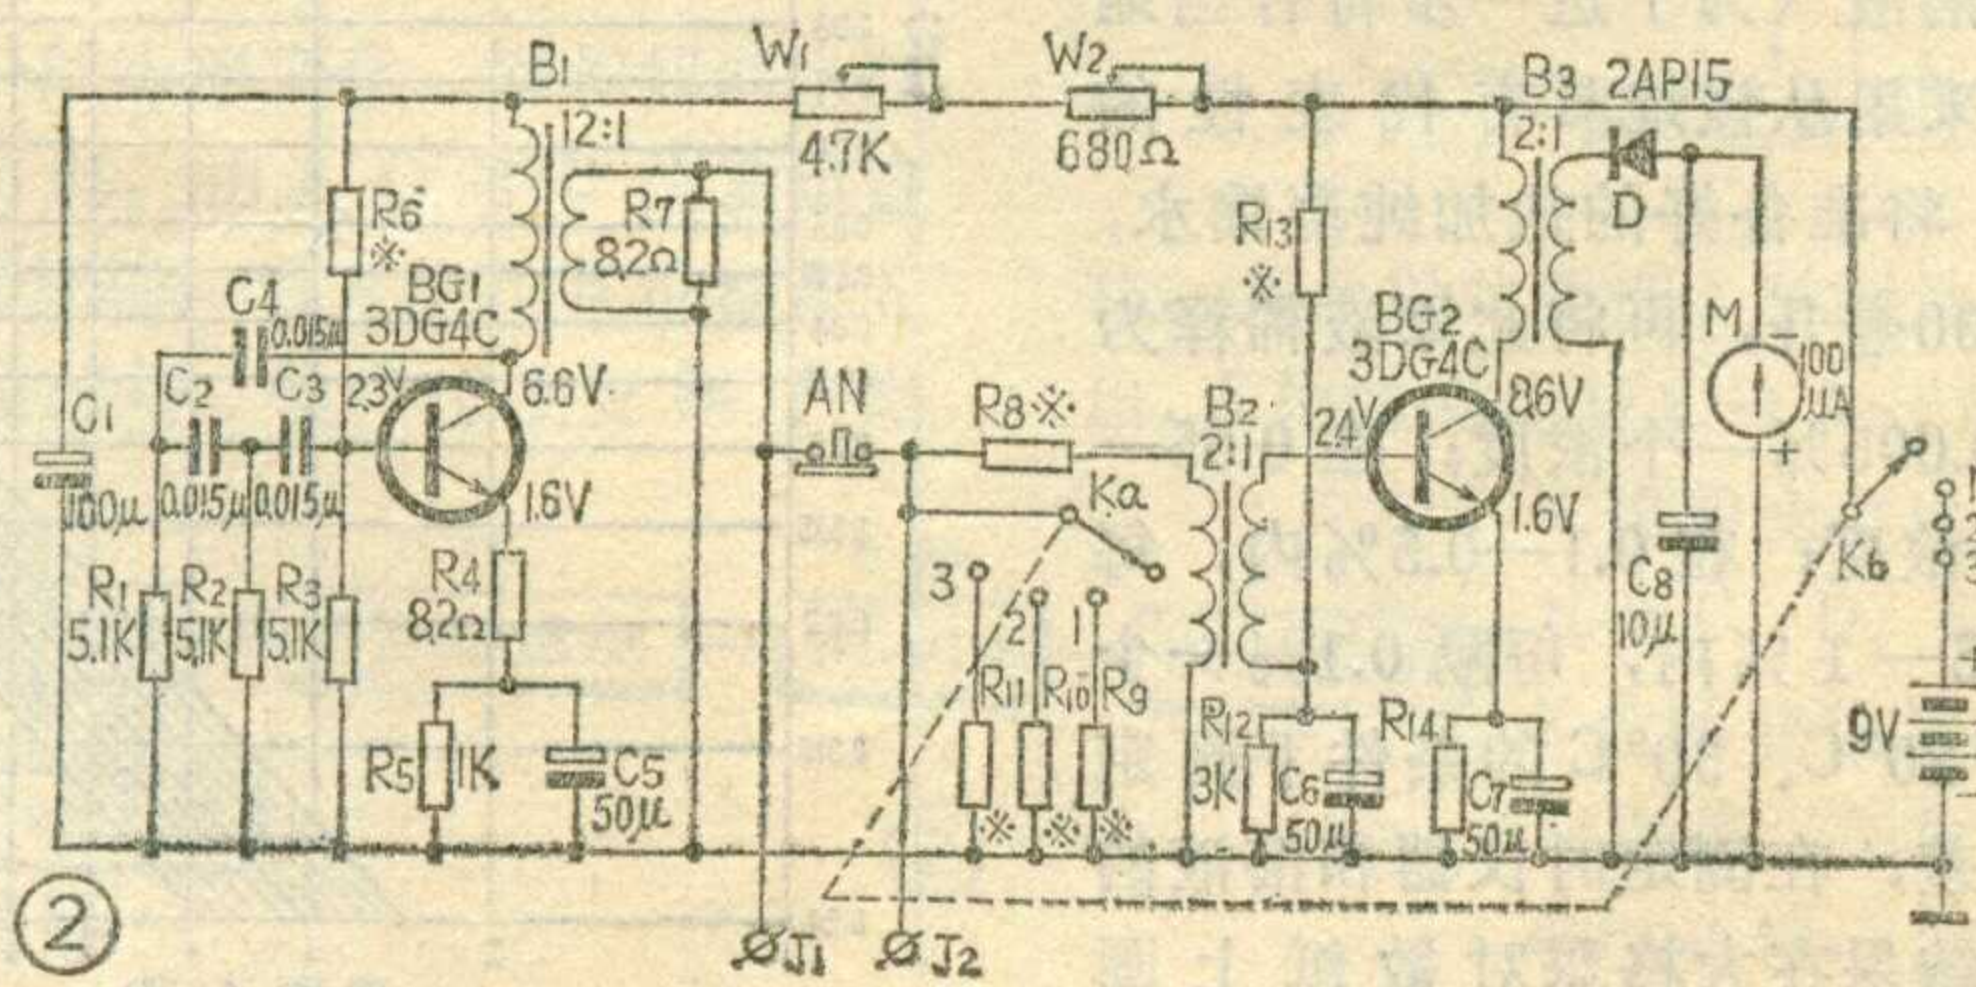 B1
W1
W2
B3 2AP15
12:1
4.7K
680Ω
2:1
R6
※
R7
82Ω
R13
※
D
C4
0.015μ
BG1
3DG4C
BG2
3DG4C
M
−
100
μA
+
C1
100μ
C2
0.015μ
C3
0.015μ
2.3V
6.6V
1.6V
AN
R8※
B2
2:1
2.4V
8.6V
1.6V
Ka
Kb
1
2
3
R1
5.1K
R2
5.1K
R3
5.1K
R4
82Ω
C8
10μ
3
2
1
R11
R10
R9
※
※
※
R5
1K
C5
50μ
R12
3K
C6
50μ
R14
C7
50μ
+
9V
−
2
J1
J2